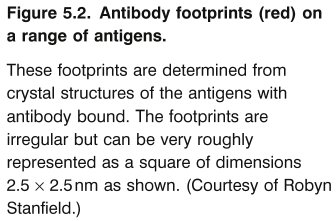 Figure 5.2. Antibody footprints (red) on
a range of antigens.
These footprints are determined from
crystal structures of the antigens with
antibody bound. The footprints are
irregular but can be very roughly
represented as a square of dimensions
2.5 × 2.5 nm as shown. (Courtesy of Robyn
Stanfield.)